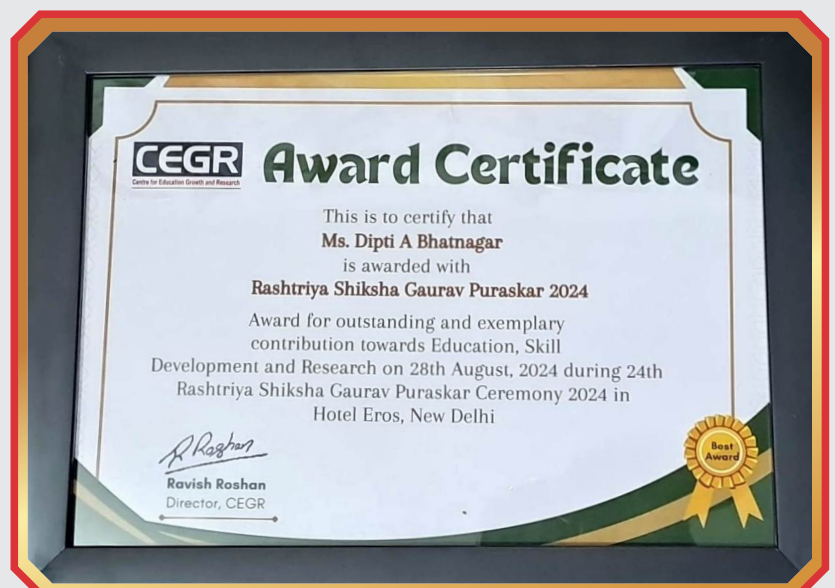 CEGR
Centre for Education Growth and Research
Award Certificate
This is to certify that
Ms. Dipti A Bhatnagar
is awarded with
Rashtriya Shiksha Gaurav Puraskar 2024
Award for outstanding and exemplary
contribution towards Education, Skill
Development and Research on 28th August, 2024 during 24th
Rashtriya Shiksha Gaurav Puraskar Ceremony 2024 in
Hotel Eros, New Delhi
Ravish Roshan
Director, CEGR
Best
Award